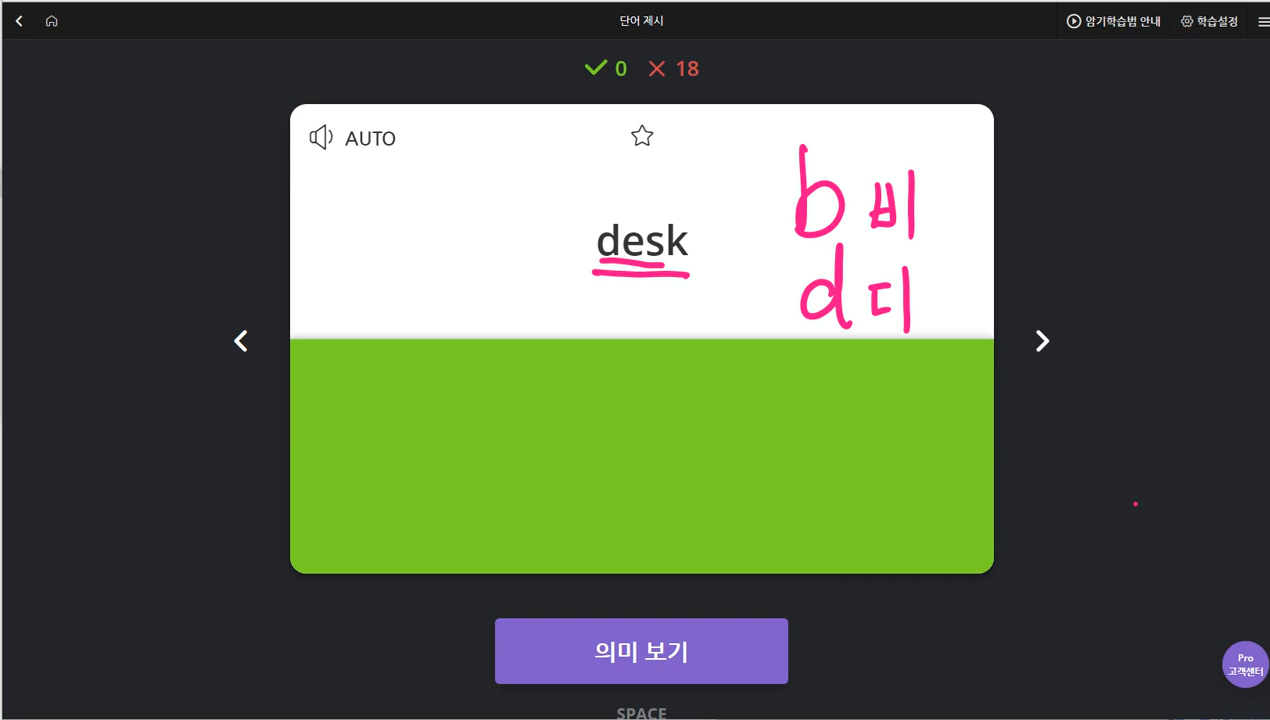 단어 제시
암기학습법 안내
학습설정
0
18
AUTO
desk
b 비
d 디
의미 보기
SPACE
Pro
고객센터